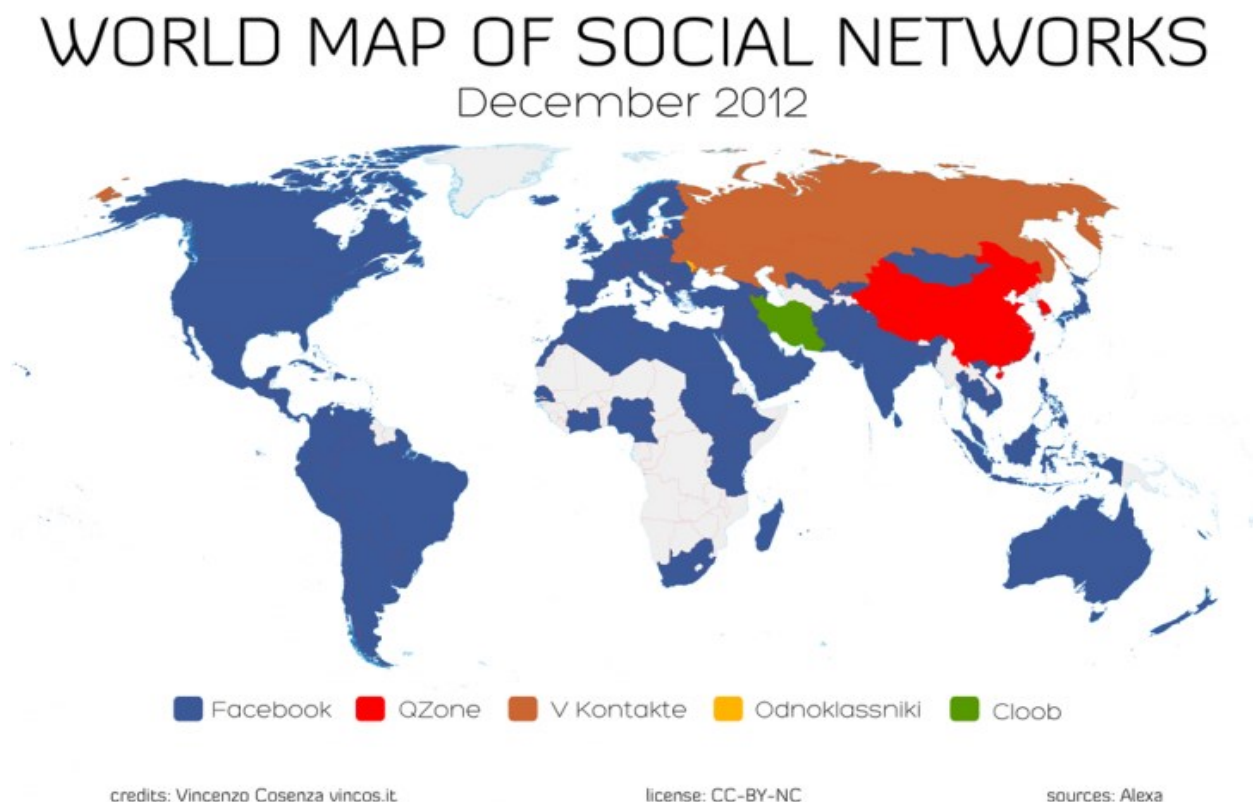 WORLD MAP OF SOCIAL NETWORKS
December 2012
Facebook QZone V Kontakte Odnoklassniki Cloob
credits: Vincenzo Cosenza vincos.it license: CC-BY-NC sources: Alexa